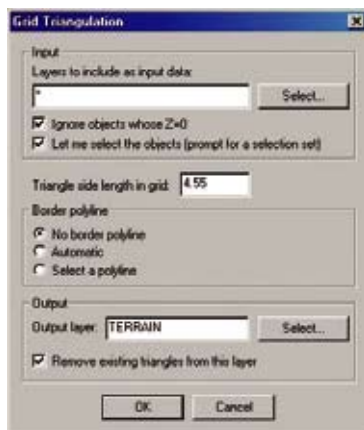 Grid Triangulation
Input
Layers to include as input data:
*
Select...
Ignore objects whose Z=0
Let me select the objects (prompt for a selection set)
Triangle side length in grid: 4.55
Border polyline
No border polyline
Automatic
Select a polyline
Output
Output layer: TERRAIN
Select...
Remove existing triangles from this layer
OK
Cancel